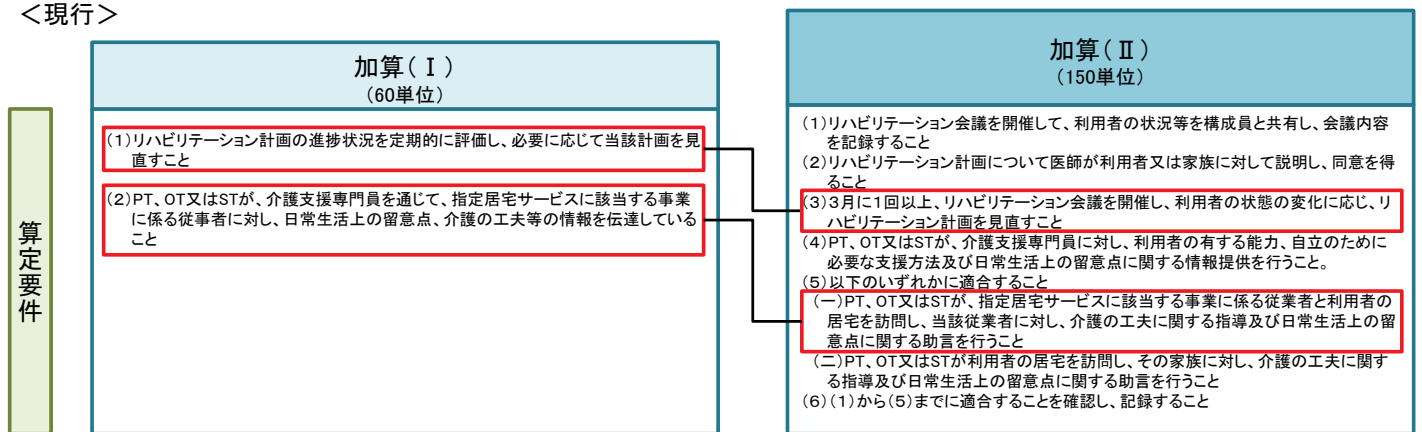 ＜現行＞
加算（Ⅰ）
（60単位）
加算（Ⅱ）
（150単位）
算定要件
（1）リハビリテーション計画の進捗状況を定期的に評価し、必要に応じて当該計画を見
直すこと
（2）PT、OT又はSTが、介護支援専門員を通じて、指定居宅サービスに該当する事業
に係る従事者に対し、日常生活上の留意点、介護の工夫等の情報を伝達している
こと
（1）リハビリテーション会議を開催して、利用者の状況等を構成員と共有し、会議内容
を記録すること
（2）リハビリテーション計画について医師が利用者又は家族に対して説明し、同意を得
ること
（3）3月に1回以上、リハビリテーション会議を開催し、利用者の状態の変化に応じ、リ
ハビリテーション計画を見直すこと
（4）PT、OT又はSTが、介護支援専門員に対し、利用者の有する能力、自立のために
必要な支援方法及び日常生活上の留意点に関する情報提供を行うこと。
（5）以下のいずれかに適合すること
（一）PT、OT又はSTが、指定居宅サービスに該当する事業に係る従業者と利用者の
居宅を訪問し、当該従業者に対し、介護の工夫に関する指導及び日常生活上の留
意点に関する助言を行うこと
（二）PT、OT又はSTが利用者の居宅を訪問し、その家族に対し、介護の工夫に関す
る指導及び日常生活上の留意点に関する助言を行うこと
（6）（1）から（5）までに適合することを確認し、記録すること